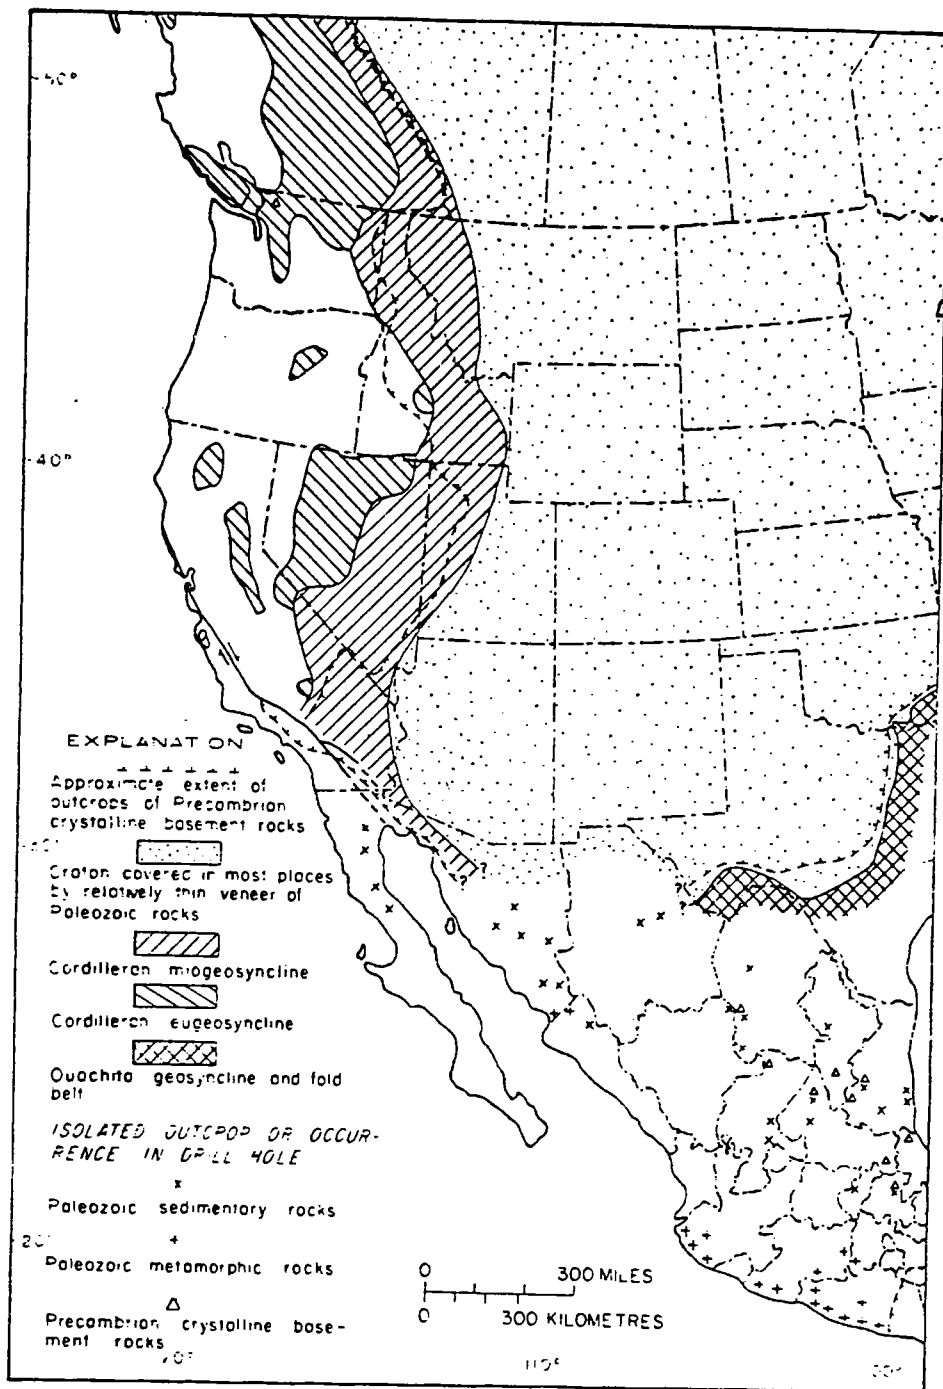 50°
40°
EXPLANATION
Approximate extent of
outcrops of Precambrian
crystalline basement rocks
Craton covered in most places
by relatively thin veneer of
Paleozoic rocks
Cordilleran miogeosyncline
Cordilleran eugeosyncline
Ouachita geosyncline and fold
belt
ISOLATED OUTCROP OR OCCUR-
RENCE IN DRILL HOLE
x
Paleozoic sedimentary rocks
+
Paleozoic metamorphic rocks
Δ
Precambrian crystalline base-
ment rocks
20°
?
?
?
?
0 300 MILES
0 300 KILOMETRES
110°